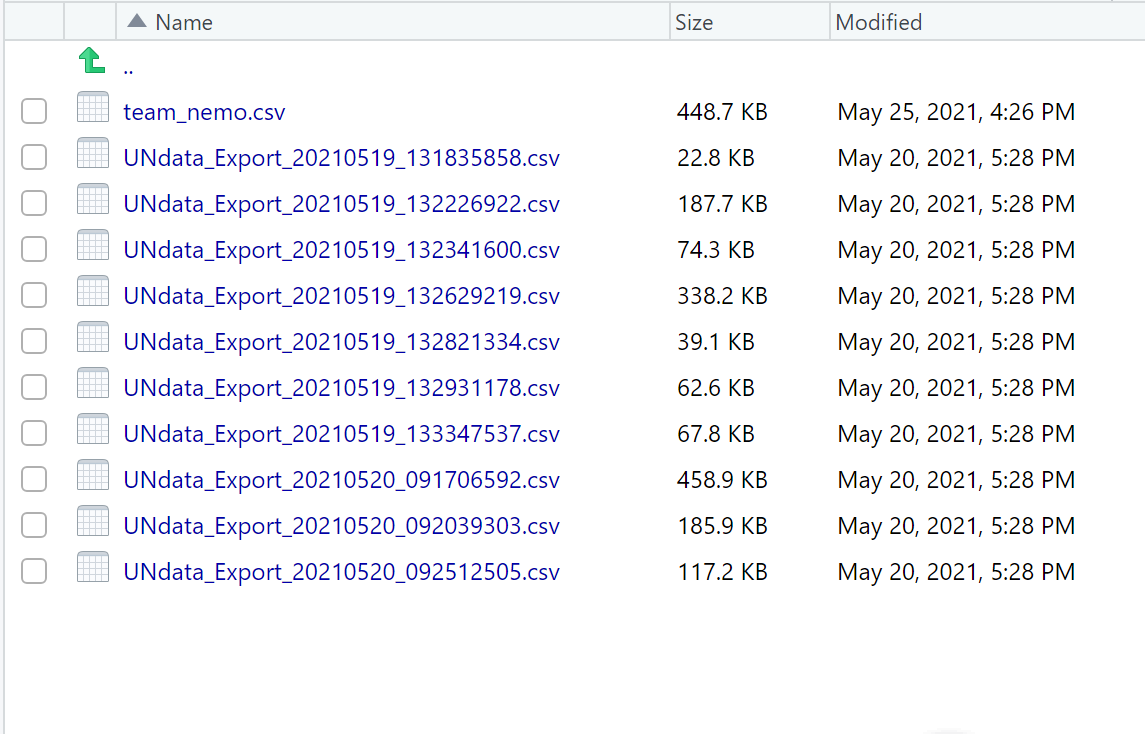 Name Size Modified
..
team_nemo.csv 448.7 KB May 25, 2021, 4:26 PM
UNdata_Export_20210519_131835858.csv 22.8 KB May 20, 2021, 5:28 PM
UNdata_Export_20210519_132226922.csv 187.7 KB May 20, 2021, 5:28 PM
UNdata_Export_20210519_132341600.csv 74.3 KB May 20, 2021, 5:28 PM
UNdata_Export_20210519_132629219.csv 338.2 KB May 20, 2021, 5:28 PM
UNdata_Export_20210519_132821334.csv 39.1 KB May 20, 2021, 5:28 PM
UNdata_Export_20210519_132931178.csv 62.6 KB May 20, 2021, 5:28 PM
UNdata_Export_20210519_133347537.csv 67.8 KB May 20, 2021, 5:28 PM
UNdata_Export_20210520_091706592.csv 458.9 KB May 20, 2021, 5:28 PM
UNdata_Export_20210520_092039303.csv 185.9 KB May 20, 2021, 5:28 PM
UNdata_Export_20210520_092512505.csv 117.2 KB May 20, 2021, 5:28 PM